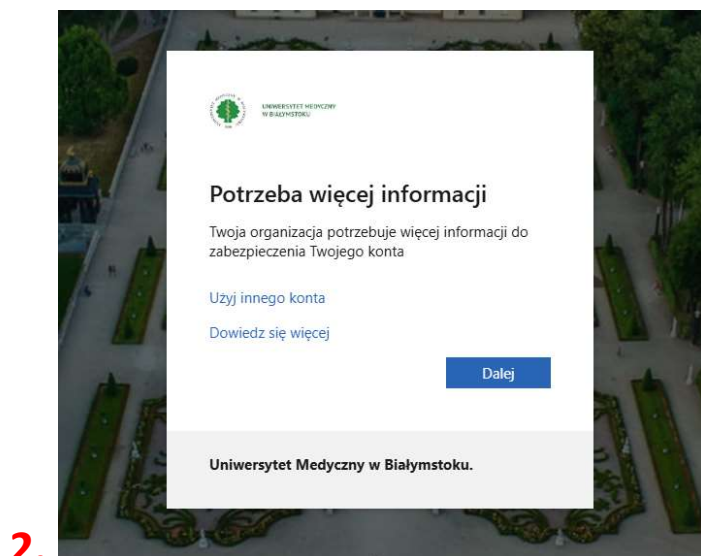 UNIWERSYTET MEDYCZNY
W BIAŁYMSTOKU
Potrzeba więcej informacji
Twoja organizacja potrzebuje więcej informacji do
zabezpieczenia Twojego konta
Użyj innego konta
Dowiedz się więcej
Dalej
Uniwersytet Medyczny w Białymstoku.
2.